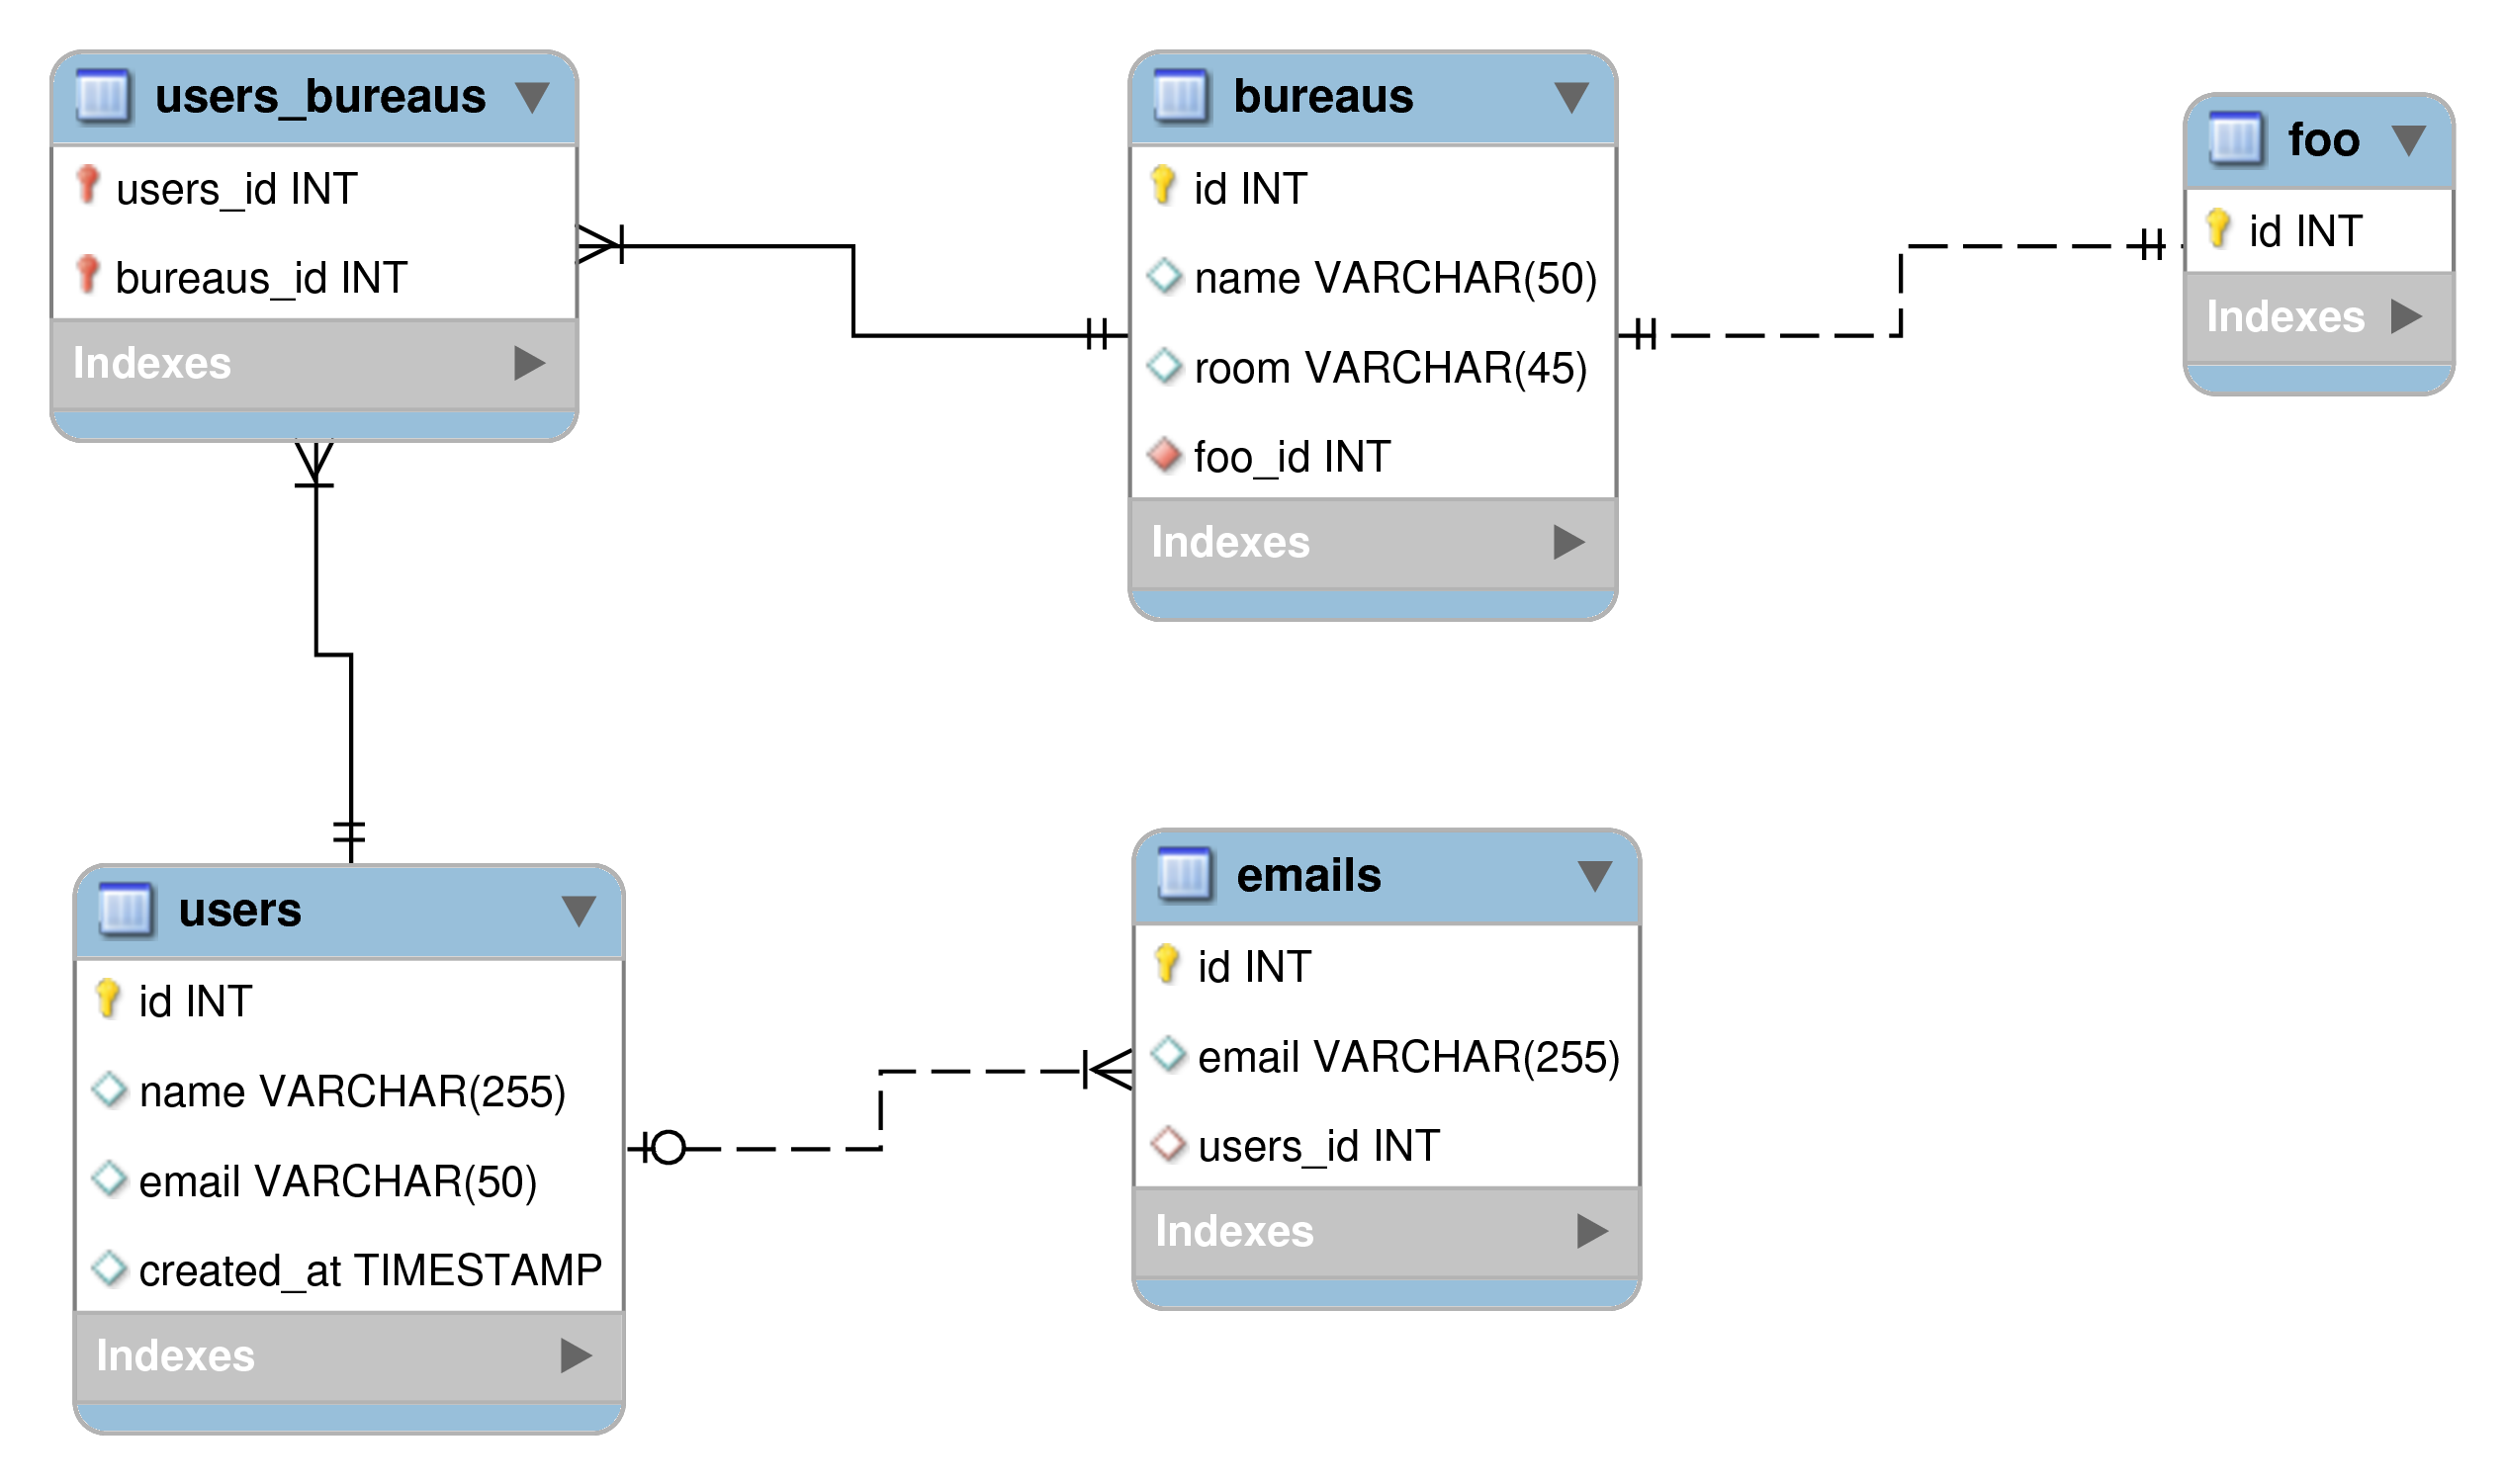 users_bureaus
users_id INT
bureaus_id INT
Indexes
bureaus
id INT
name VARCHAR(50)
room VARCHAR(45)
foo_id INT
Indexes
foo
id INT
Indexes
users
id INT
name VARCHAR(255)
email VARCHAR(50)
created_at TIMESTAMP
Indexes
emails
id INT
email VARCHAR(255)
users_id INT
Indexes